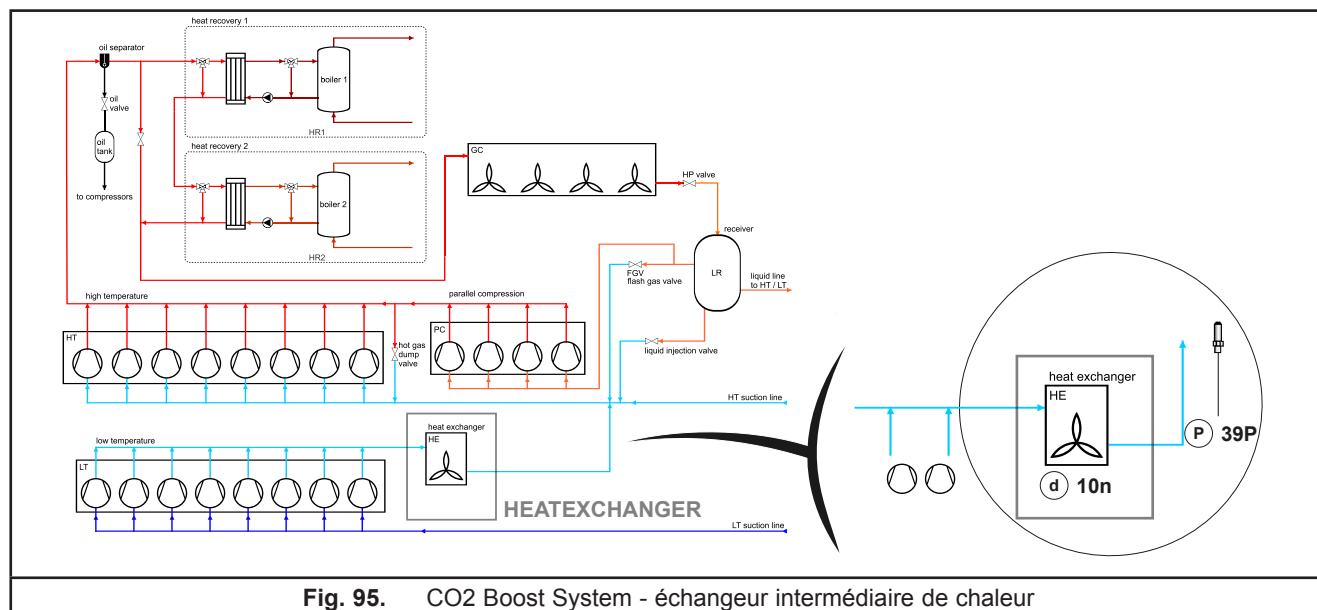 heat recovery 1
oil separator
boiler 1
oil
valve
oil
tank
HR1
heat recovery 2
to compressors
boiler 2
HR2
GC
HP valve
receiver
LR
FGV
flash gas valve
liquid line
to HT / LT
high temperature
parallel compression
HT
PC
hot gas
dump
valve
liquid injection valve
HT suction line
low temperature
heat exchanger
HE
LT
HEATEXCHANGER
LT suction line
heat exchanger
HE
P 39P
d 10n
Fig. 95. CO2 Boost System - échangeur intermédiaire de chaleur